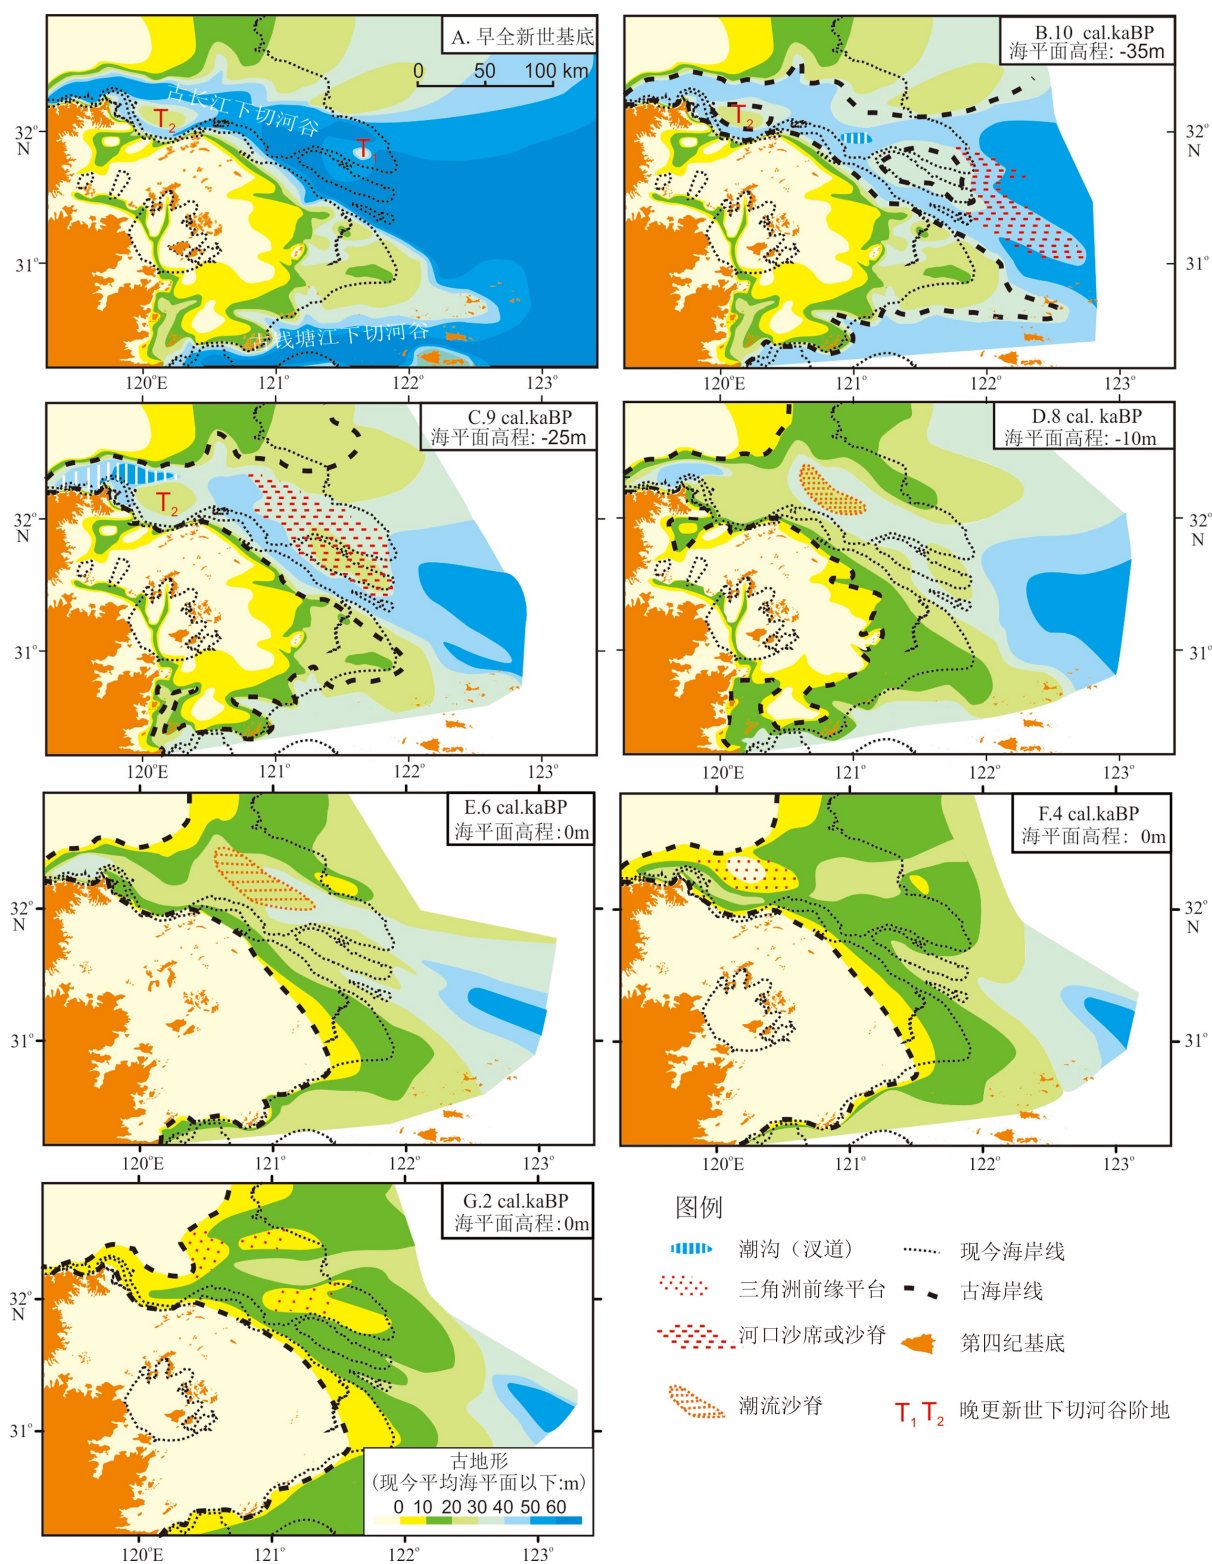 A. 早全新世基底
0 50 100 km
古长江下切河谷
T₂
T₁
古钱塘江下切河谷
32°
N
31°
120°E 121° 122° 123°
B.10 cal.kaBP
海平面高程: -35m
T₂
32°
N
31°
120°E 121° 122° 123°
C.9 cal.kaBP
海平面高程: -25m
T₂
32°
N
31°
120°E 121° 122° 123°
D.8 cal. kaBP
海平面高程: -10m
32°
N
31°
120°E 121° 122° 123°
E.6 cal.kaBP
海平面高程:0m
32°
N
31°
120°E 121° 122° 123°
F.4 cal.kaBP
海平面高程: 0m
32°
N
31°
120°E 121° 122° 123°
G.2 cal.kaBP
海平面高程:0m
32°
N
31°
古地形
(现今平均海平面以下:m)
0 10 20 30 40 50 60
120°E 121° 122° 123°
图例
潮沟（汊道）
现今海岸线
三角洲前缘平台
古海岸线
河口沙席或沙脊
第四纪基底
潮流沙脊
T₁ T₂ 晚更新世下切河谷阶地